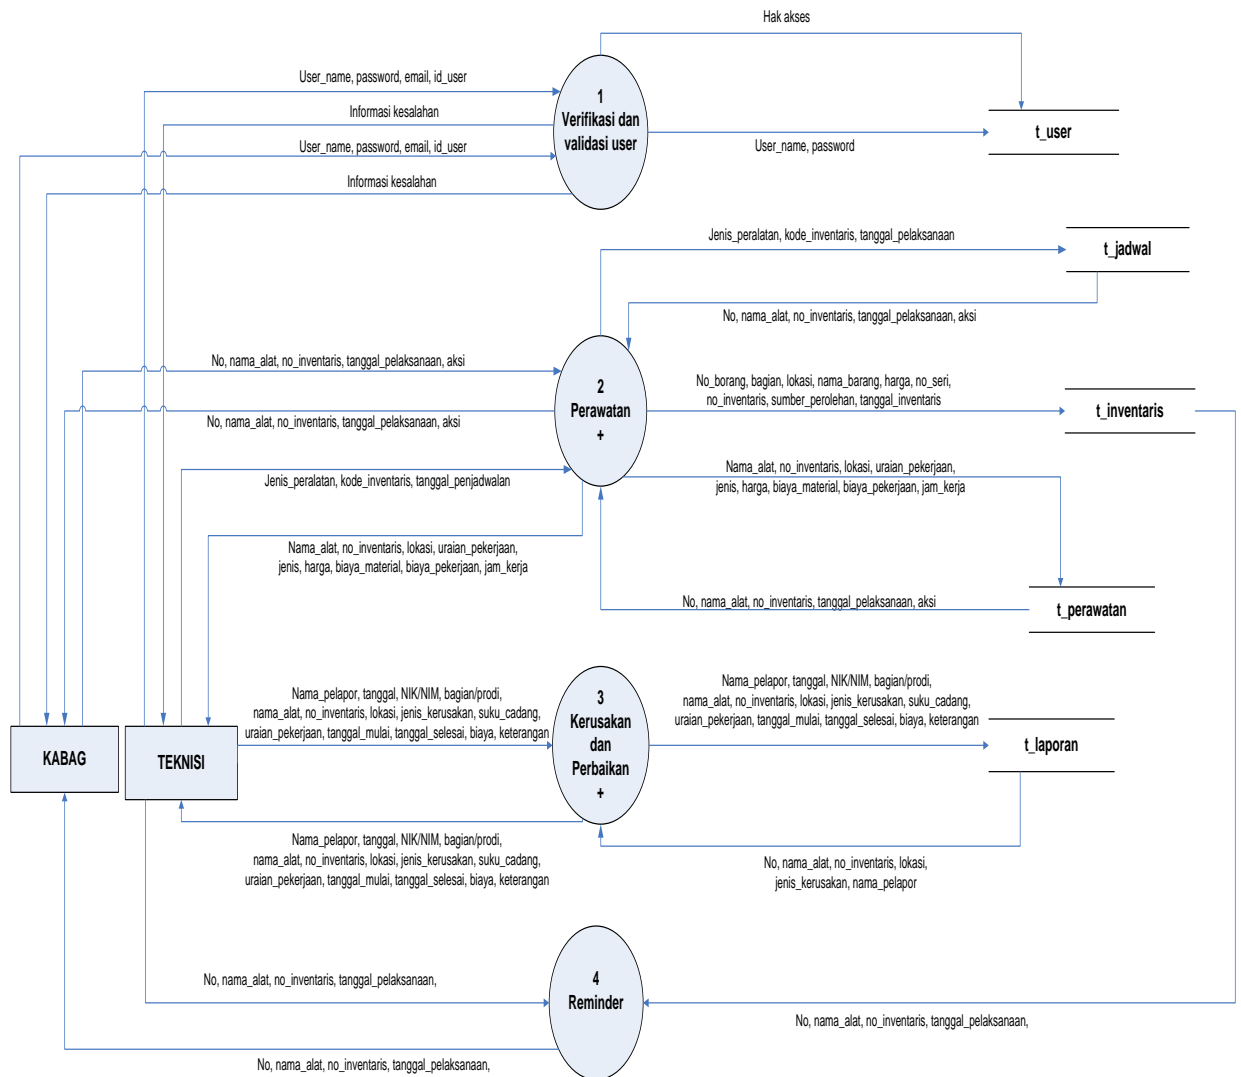 Hak akses
User_name, password, email, id_user
Informasi kesalahan
User_name, password, email, id_user
Informasi kesalahan
1
Verifikasi dan
validasi user
User_name, password
t_user
Jenis_peralatan, kode_inventaris, tanggal_pelaksanaan
t_jadwal
No, nama_alat, no_inventaris, tanggal_pelaksanaan, aksi
No, nama_alat, no_inventaris, tanggal_pelaksanaan, aksi
No, nama_alat, no_inventaris, tanggal_pelaksanaan, aksi
2
Perawatan
+
No_borang, bagian, lokasi, nama_barang, harga, no_seri,
no_inventaris, sumber_perolehan, tanggal_inventaris
t_inventaris
Jenis_peralatan, kode_inventaris, tanggal_penjadwalan
Nama_alat, no_inventaris, lokasi, uraian_pekerjaan,
jenis, harga, biaya_material, biaya_pekerjaan, jam_kerja
Nama_alat, no_inventaris, lokasi, uraian_pekerjaan,
jenis, harga, biaya_material, biaya_pekerjaan, jam_kerja
No, nama_alat, no_inventaris, tanggal_pelaksanaan, aksi
t_perawatan
KABAG
TEKNISI
Nama_pelapor, tanggal, NIK/NIM, bagian/prodi,
nama_alat, no_inventaris, lokasi, jenis_kerusakan, suku_cadang,
uraian_pekerjaan, tanggal_mulai, tanggal_selesai, biaya, keterangan
3
Kerusakan
dan
Perbaikan
+
Nama_pelapor, tanggal, NIK/NIM, bagian/prodi,
nama_alat, no_inventaris, lokasi, jenis_kerusakan, suku_cadang,
uraian_pekerjaan, tanggal_mulai, tanggal_selesai, biaya, keterangan
t_laporan
Nama_pelapor, tanggal, NIK/NIM, bagian/prodi,
nama_alat, no_inventaris, lokasi, jenis_kerusakan, suku_cadang,
uraian_pekerjaan, tanggal_mulai, tanggal_selesai, biaya, keterangan
No, nama_alat, no_inventaris, lokasi,
jenis_kerusakan, nama_pelapor
No, nama_alat, no_inventaris, tanggal_pelaksanaan,
4
Reminder
No, nama_alat, no_inventaris, tanggal_pelaksanaan,
No, nama_alat, no_inventaris, tanggal_pelaksanaan,